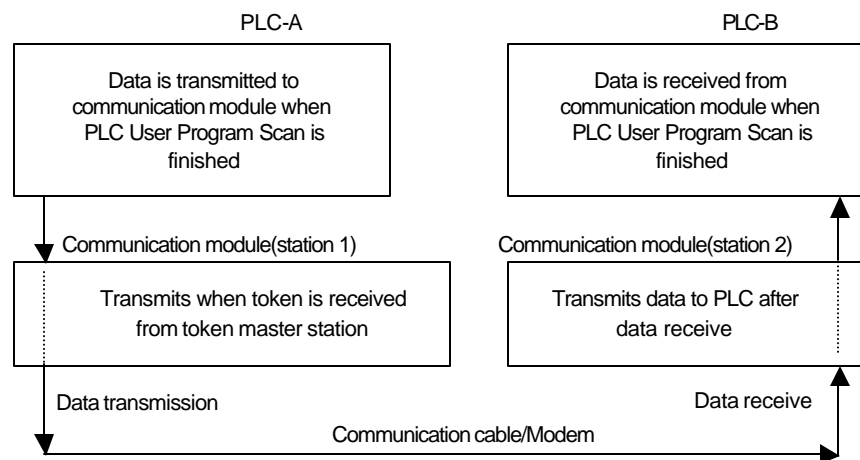 PLC-A
PLC-B
Data is transmitted to
communication module when
PLC User Program Scan is
finished
Data is received from
communication module when
PLC User Program Scan is
finished
Communication module(station 1)
Communication module(station 2)
Transmits when token is received
from token master station
Transmits data to PLC after
data receive
Data transmission
Data receive
Communication cable/Modem